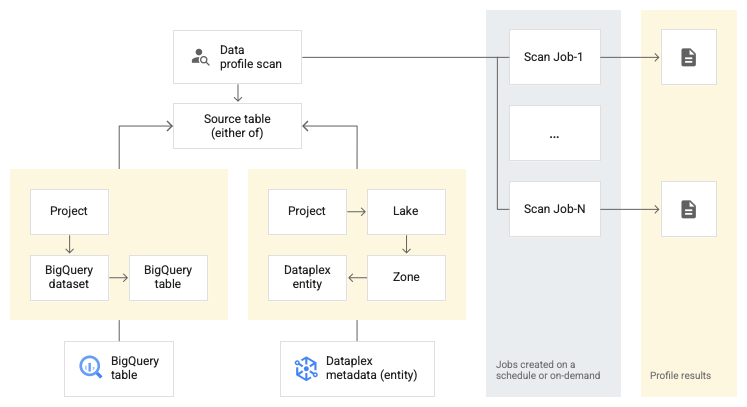 Data
profile scan
Source table
(either of)
Project
BigQuery
dataset
BigQuery
table
BigQuery
table
Project
Lake
Dataplex
entity
Zone
Dataplex
metadata (entity)
Scan Job-1
...
Scan Job-N
Jobs created on a
schedule or on-demand
Profile results